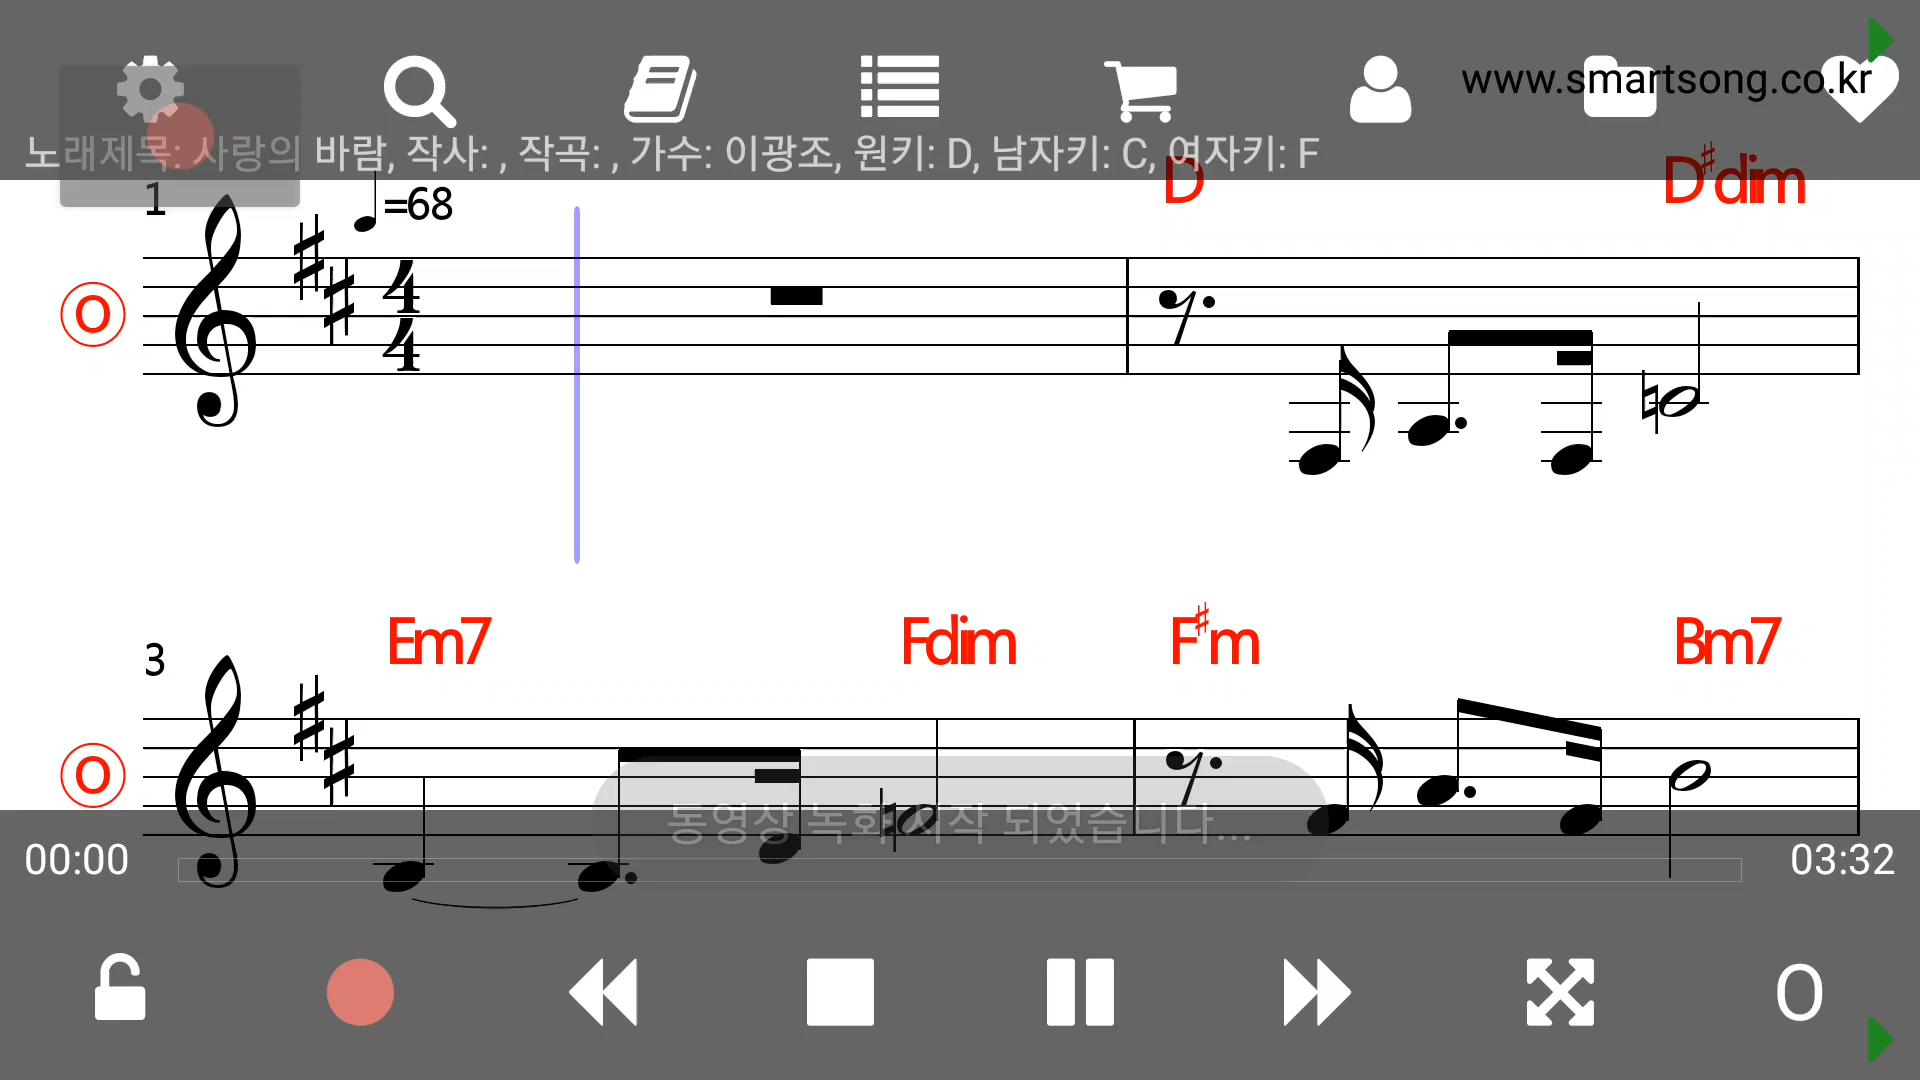 www.smartsong.co.kr
노래제목: 사랑의 바람, 작사: , 작곡: , 가수: 이광조, 원키: D, 남자키: C, 여자키: F
1 ♩=68 D D♯dim
O 4/4
3 Em7 Fdim F♯m Bm7
O
동영상 녹화 시작 되었습니다...
00:00 03:32
O